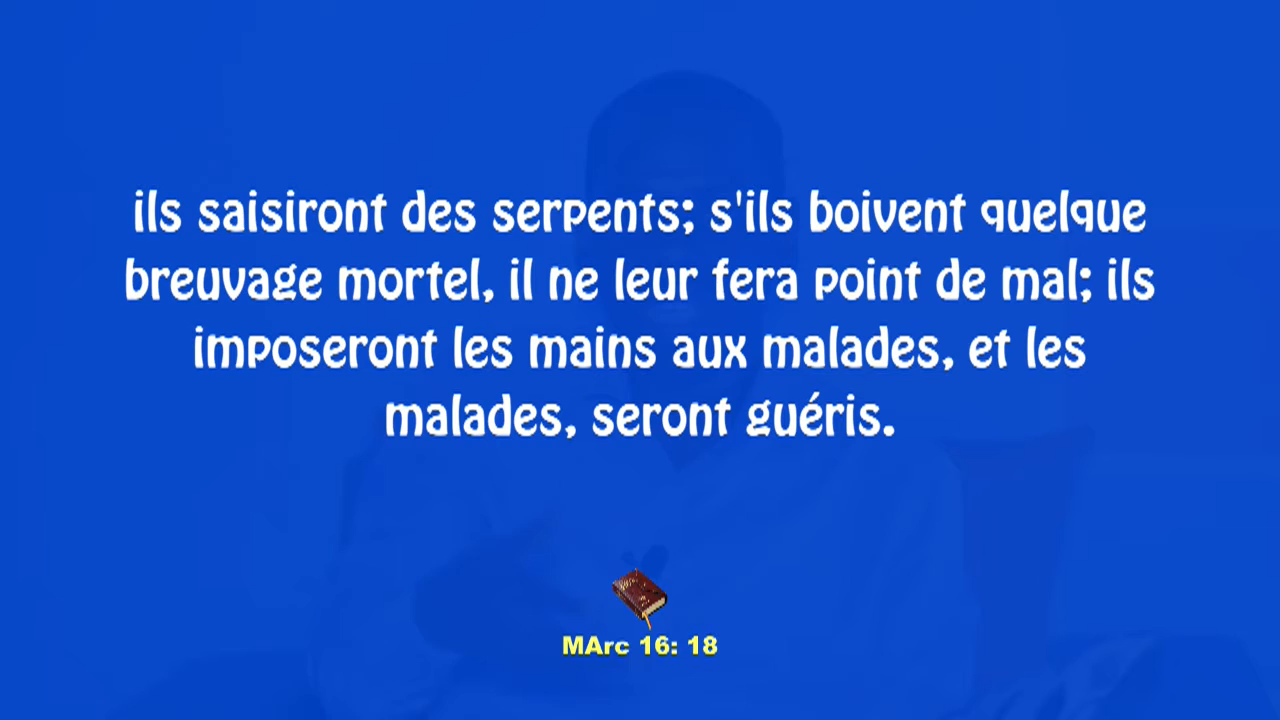 ils saisiront des serpents; s'ils boivent quelque
breuvage mortel, il ne leur fera point de mal; ils
imposeront les mains aux malades, et les
malades, seront guéris.
MArc 16: 18